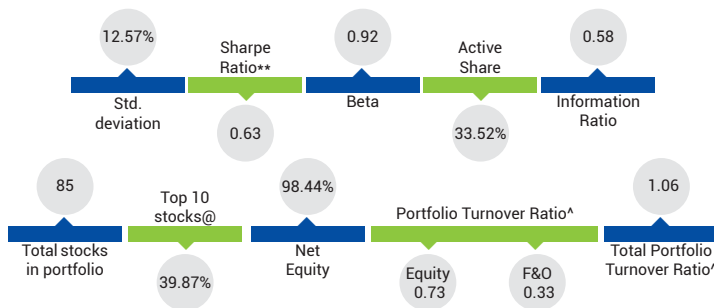 12.57%
Std.
deviation
Sharpe
Ratio**
0.63
0.92
Beta
Active
Share
33.52%
0.58
Information
Ratio
85
Total stocks
in portfolio
Top 10
stocks@
39.87%
98.44%
Net
Equity
Portfolio Turnover Ratio^
Equity
0.73
F&O
0.33
1.06
Total Portfolio
Turnover Ratio^